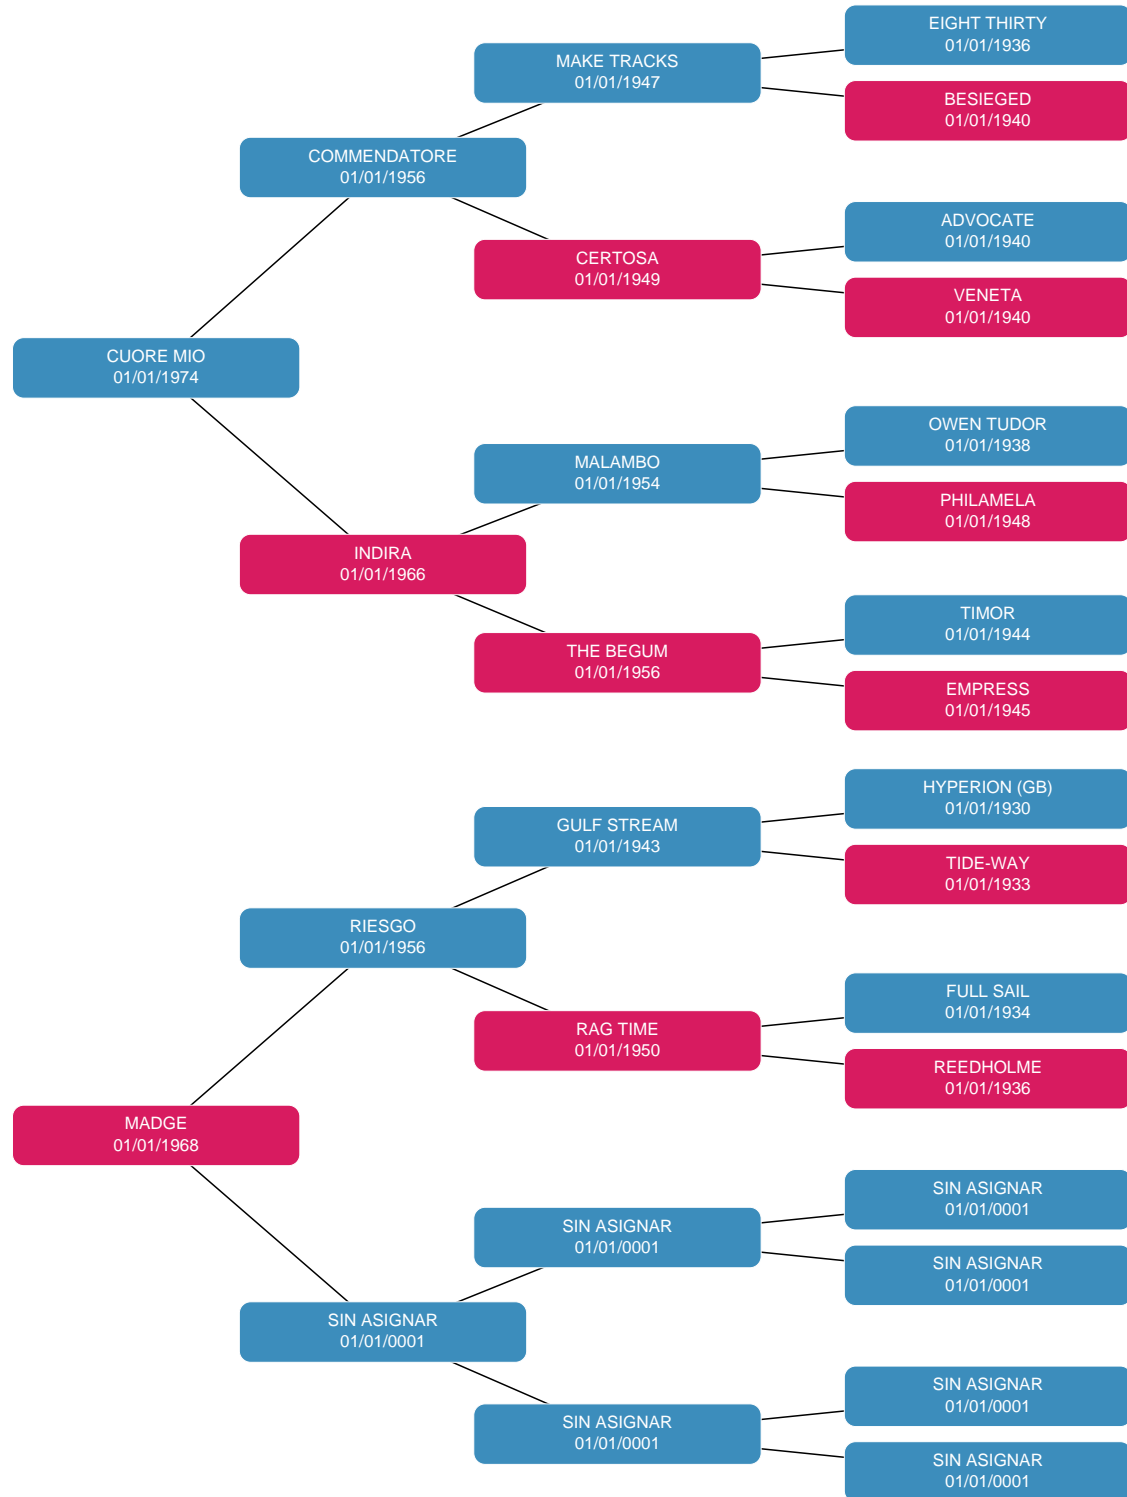 EIGHT THIRTY
01/01/1936
MAKE TRACKS
01/01/1947
BESIEGED
01/01/1940
COMMENDATORE
01/01/1956
ADVOCATE
01/01/1940
CERTOSA
01/01/1949
VENETA
01/01/1940
CUORE MIO
01/01/1974
OWEN TUDOR
01/01/1938
MALAMBO
01/01/1954
PHILAMELA
01/01/1948
INDIRA
01/01/1966
TIMOR
01/01/1944
THE BEGUM
01/01/1956
EMPRESS
01/01/1945
HYPERION (GB)
01/01/1930
GULF STREAM
01/01/1943
TIDE-WAY
01/01/1933
RIESGO
01/01/1956
FULL SAIL
01/01/1934
RAG TIME
01/01/1950
REEDHOLME
01/01/1936
MADGE
01/01/1968
SIN ASIGNAR
01/01/0001
SIN ASIGNAR
01/01/0001
SIN ASIGNAR
01/01/0001
SIN ASIGNAR
01/01/0001
SIN ASIGNAR
01/01/0001
SIN ASIGNAR
01/01/0001
SIN ASIGNAR
01/01/0001